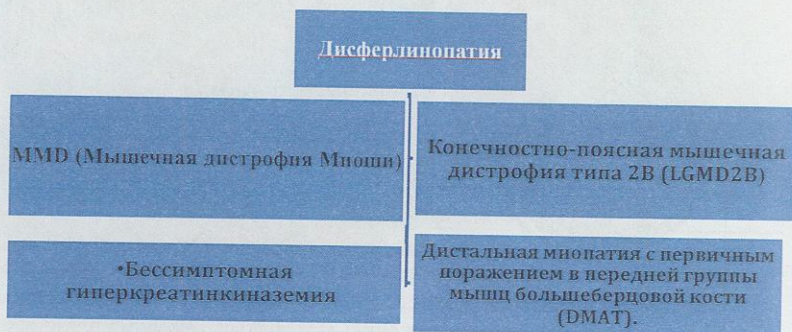 Дисферлинопатия
MMD (Мышечная дистрофия Миоши)
Конечностно-поясная мышечная
дистрофия типа 2B (LGMD2B)
•Бессимптомная
гиперкреатинкиназемия
Дистальная миопатия с первичным
поражением в передней группы
мышц большеберцовой кости
(DMAT).